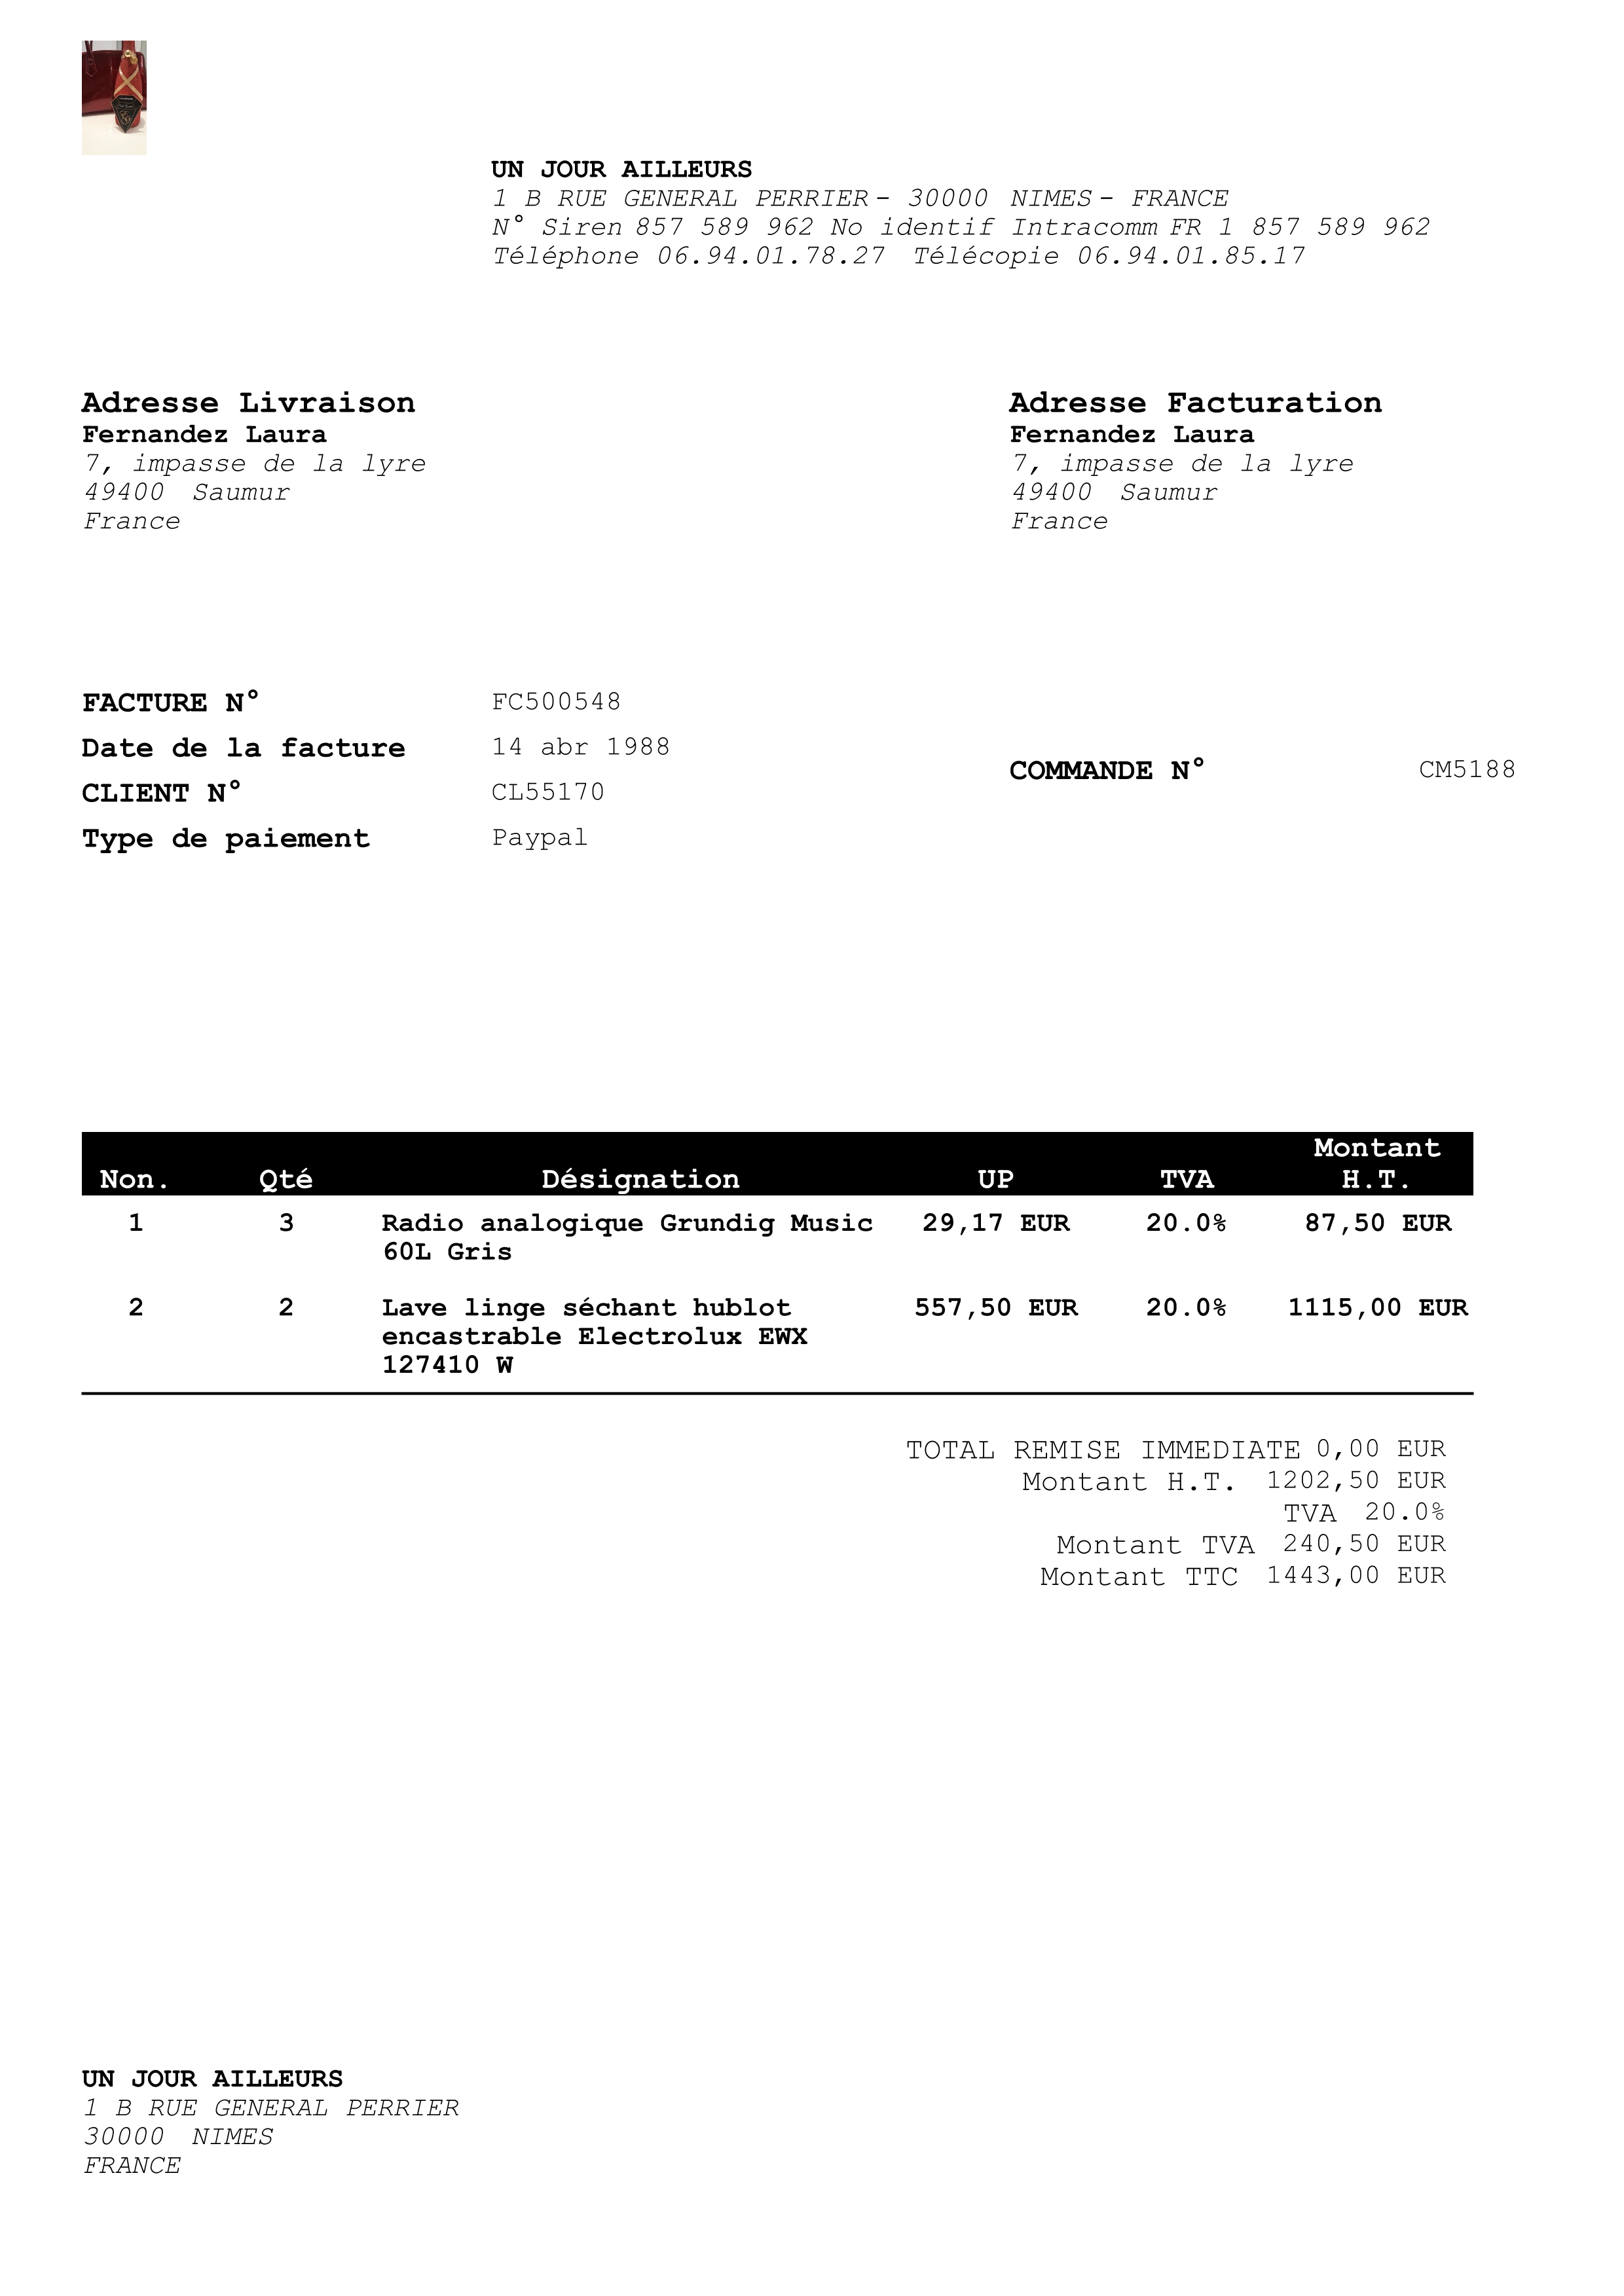 UN JOUR AILLEURS
1 B RUE GENERAL PERRIER - 30000 NIMES - FRANCE
N° Siren 857 589 962 No identif Intracomm FR 1 857 589 962
Téléphone 06.94.01.78.27 Télécopie 06.94.01.85.17
Adresse Livraison
Fernandez Laura
7, impasse de la lyre
49400 Saumur
France
Adresse Facturation
Fernandez Laura
7, impasse de la lyre
49400 Saumur
France
FACTURE N° FC500548
Date de la facture 14 abr 1988
CLIENT N° CL55170
Type de paiement Paypal
COMMANDE N° CM5188
Non. Qté Désignation UP TVA Montant H.T.
1 3 Radio analogique Grundig Music 29,17 EUR 20.0% 87,50 EUR
60L Gris
2 2 Lave linge séchant hublot 557,50 EUR 20.0% 1115,00 EUR
encastrable Electrolux EWX
127410 W
TOTAL REMISE IMMEDIATE 0,00 EUR
Montant H.T. 1202,50 EUR
TVA 20.0%
Montant TVA 240,50 EUR
Montant TTC 1443,00 EUR
UN JOUR AILLEURS
1 B RUE GENERAL PERRIER
30000 NIMES
FRANCE